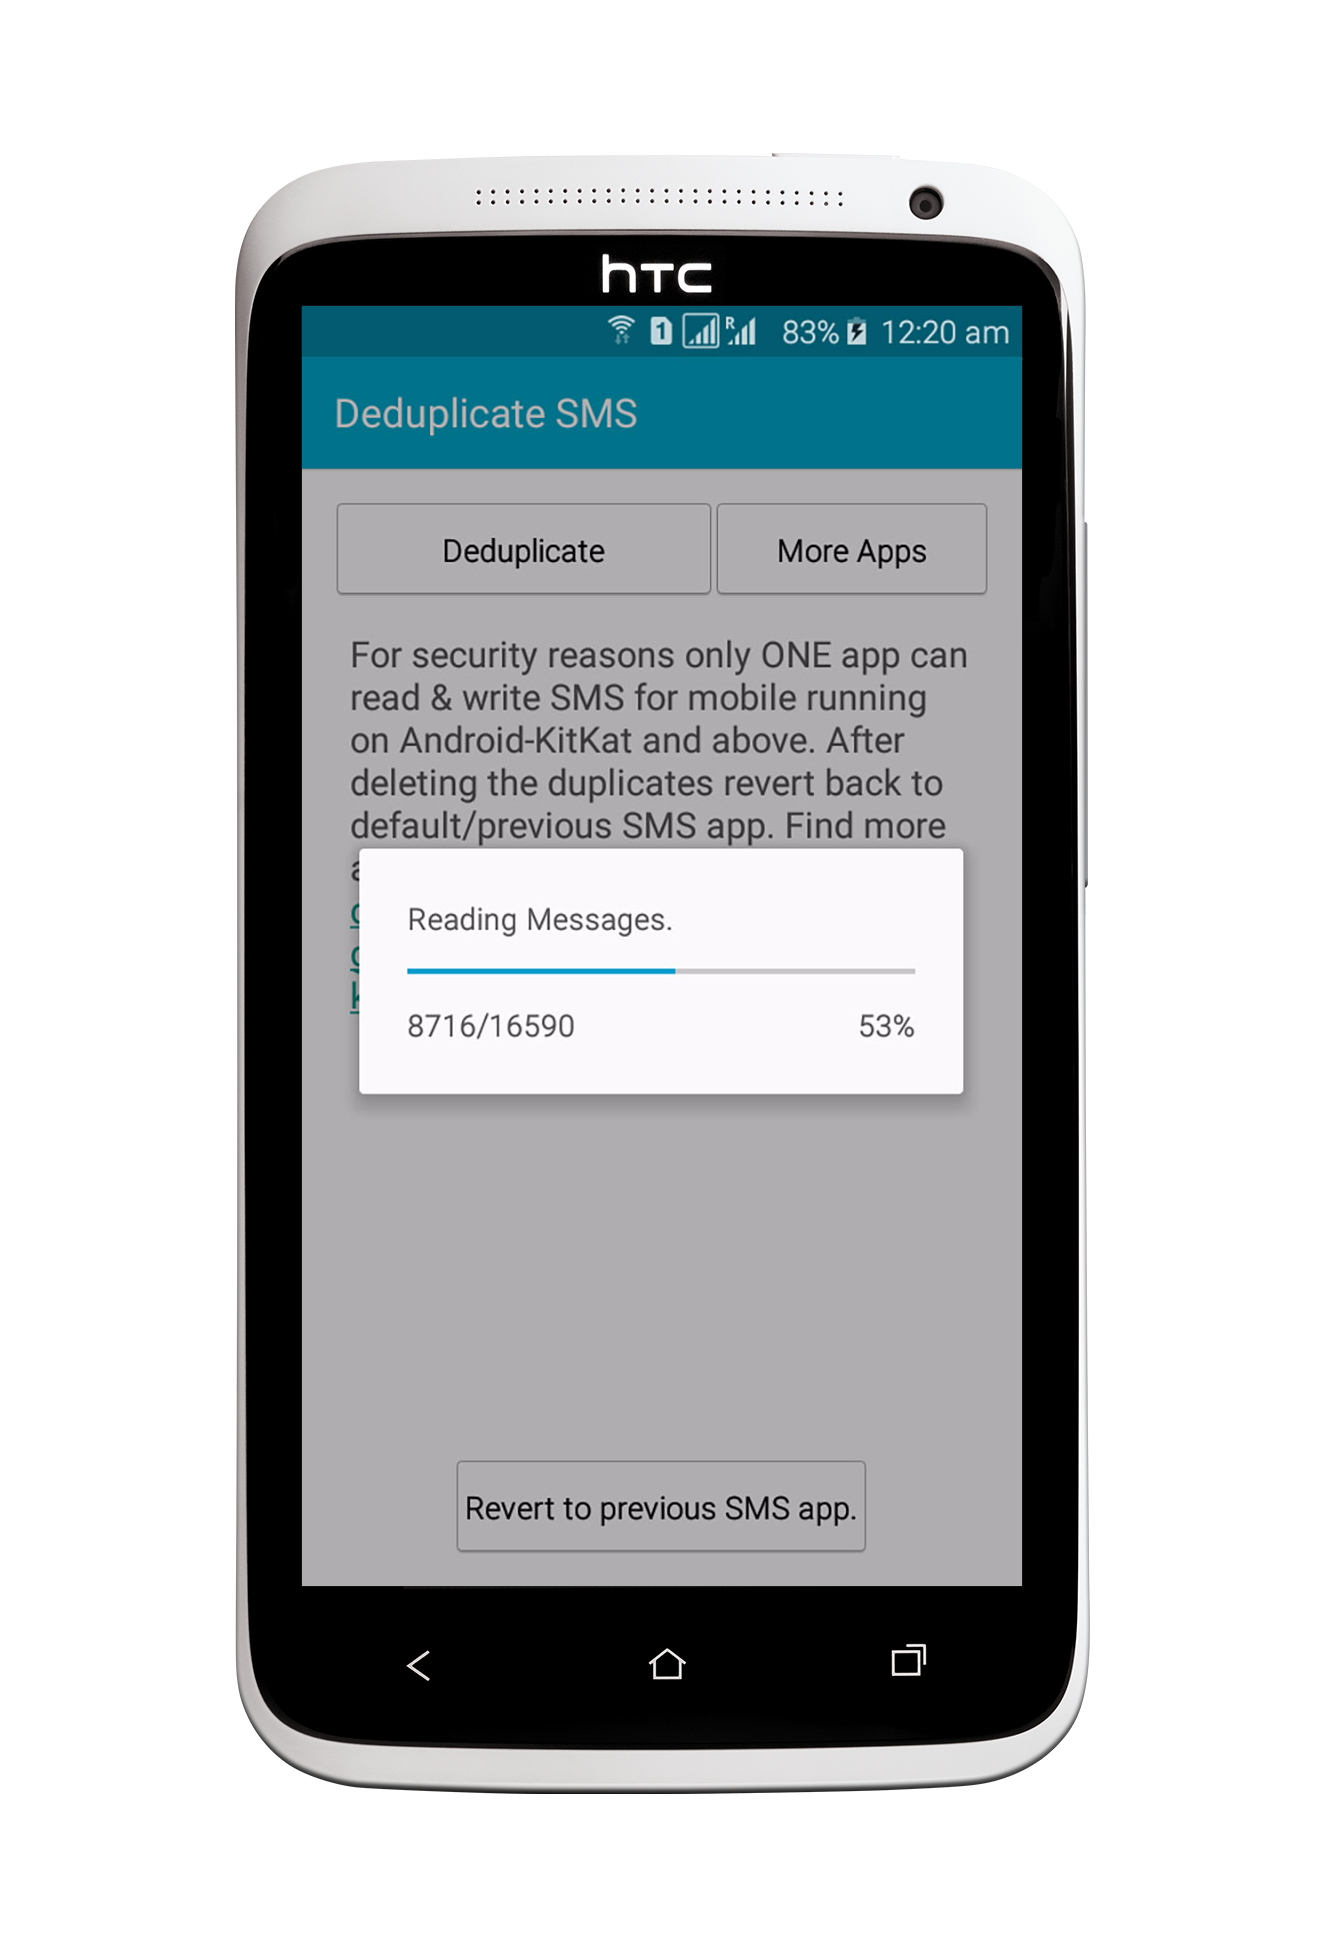 hTC
1 R 83% 12:20 am
Deduplicate SMS
Deduplicate More Apps
For security reasons only ONE app can
read & write SMS for mobile running
on Android-KitKat and above. After
deleting the duplicates revert back to
default/previous SMS app. Find more
Reading Messages.
8716/16590 53%
Revert to previous SMS app.